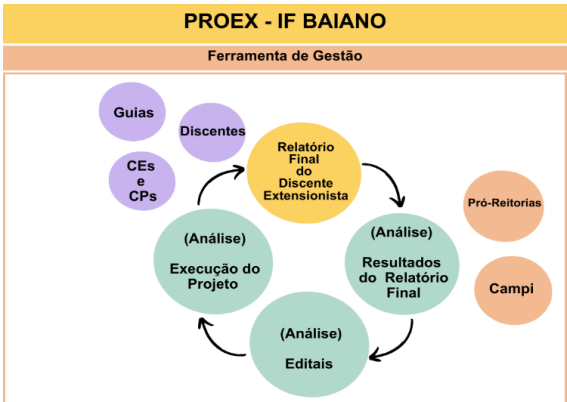 PROEX - IF BAIANO
Ferramenta de Gestão
Guias
Discentes
CEs
e
CPs
Relatório
Final
do
Discente
Extensionista
Pró-Reitorias
Campi
(Análise)
Execução do
Projeto
(Análise)
Resultados
do Relatório
Final
(Análise)
Editais